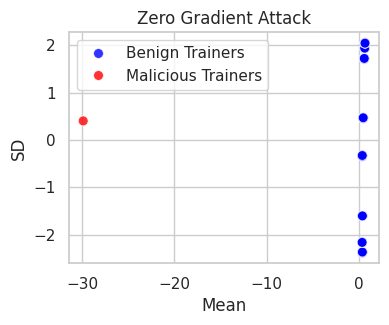 Zero Gradient Attack
Benign Trainers
Malicious Trainers
2
1
0
−1
−2
SD
−30
−20
−10
0
Mean